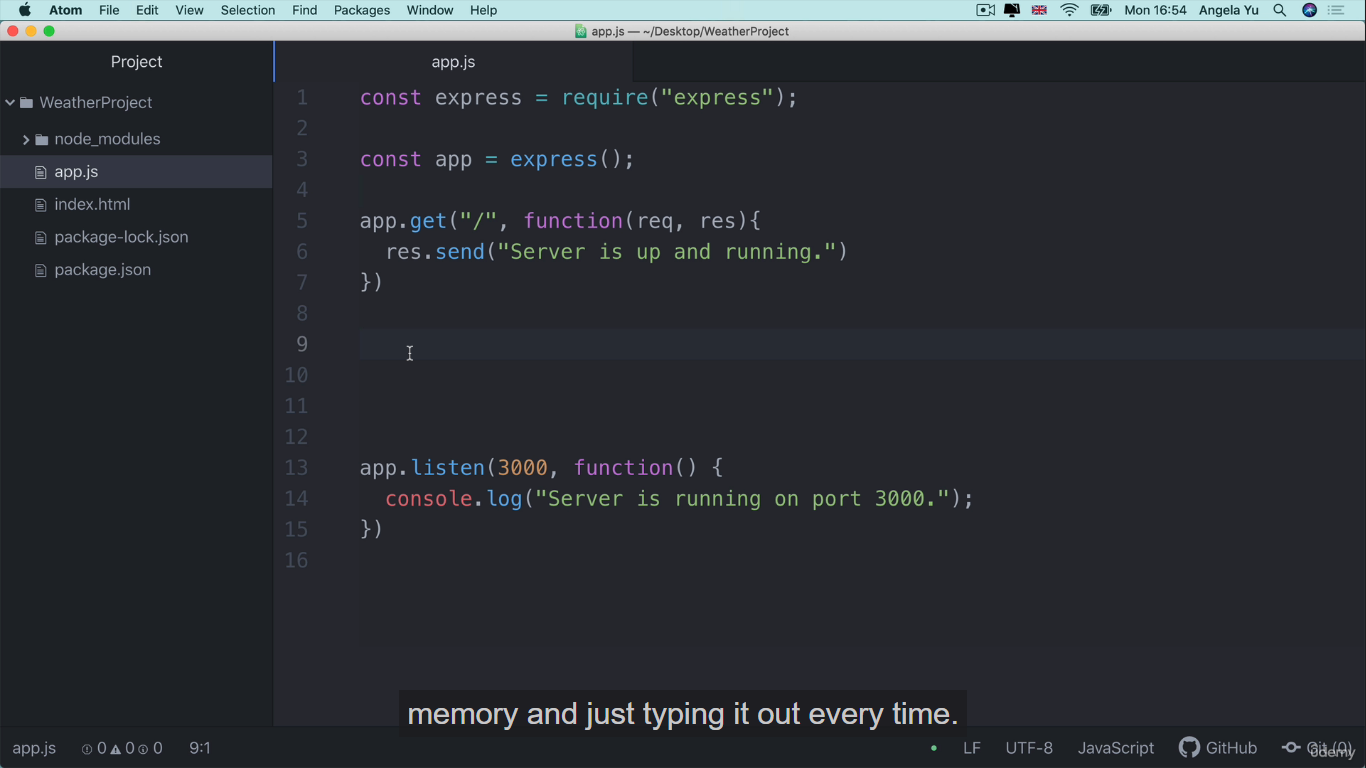 Atom File Edit View Selection Find Packages Window Help Mon 16:54 Angela Yu
app.js — ~/Desktop/WeatherProject
Project
app.js
WeatherProject
node_modules
app.js
index.html
package-lock.json
package.json
1 const express = require("express");
2
3 const app = express();
4
5 app.get("/", function(req, res){
6 res.send("Server is up and running.")
7 })
8
9
10
11
12
13 app.listen(3000, function() {
14 console.log("Server is running on port 3000.");
15 })
16
memory and just typing it out every time.
app.js 0 0 0 9:1 LF UTF-8 JavaScript GitHub Git (0)
ûdemy